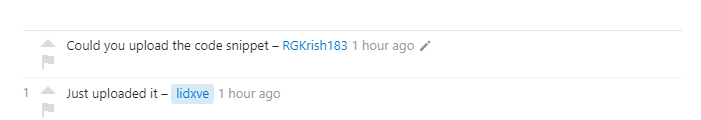 Could you upload the code snippet – RGKrish183 1 hour ago
1 Just uploaded it – lidxve 1 hour ago